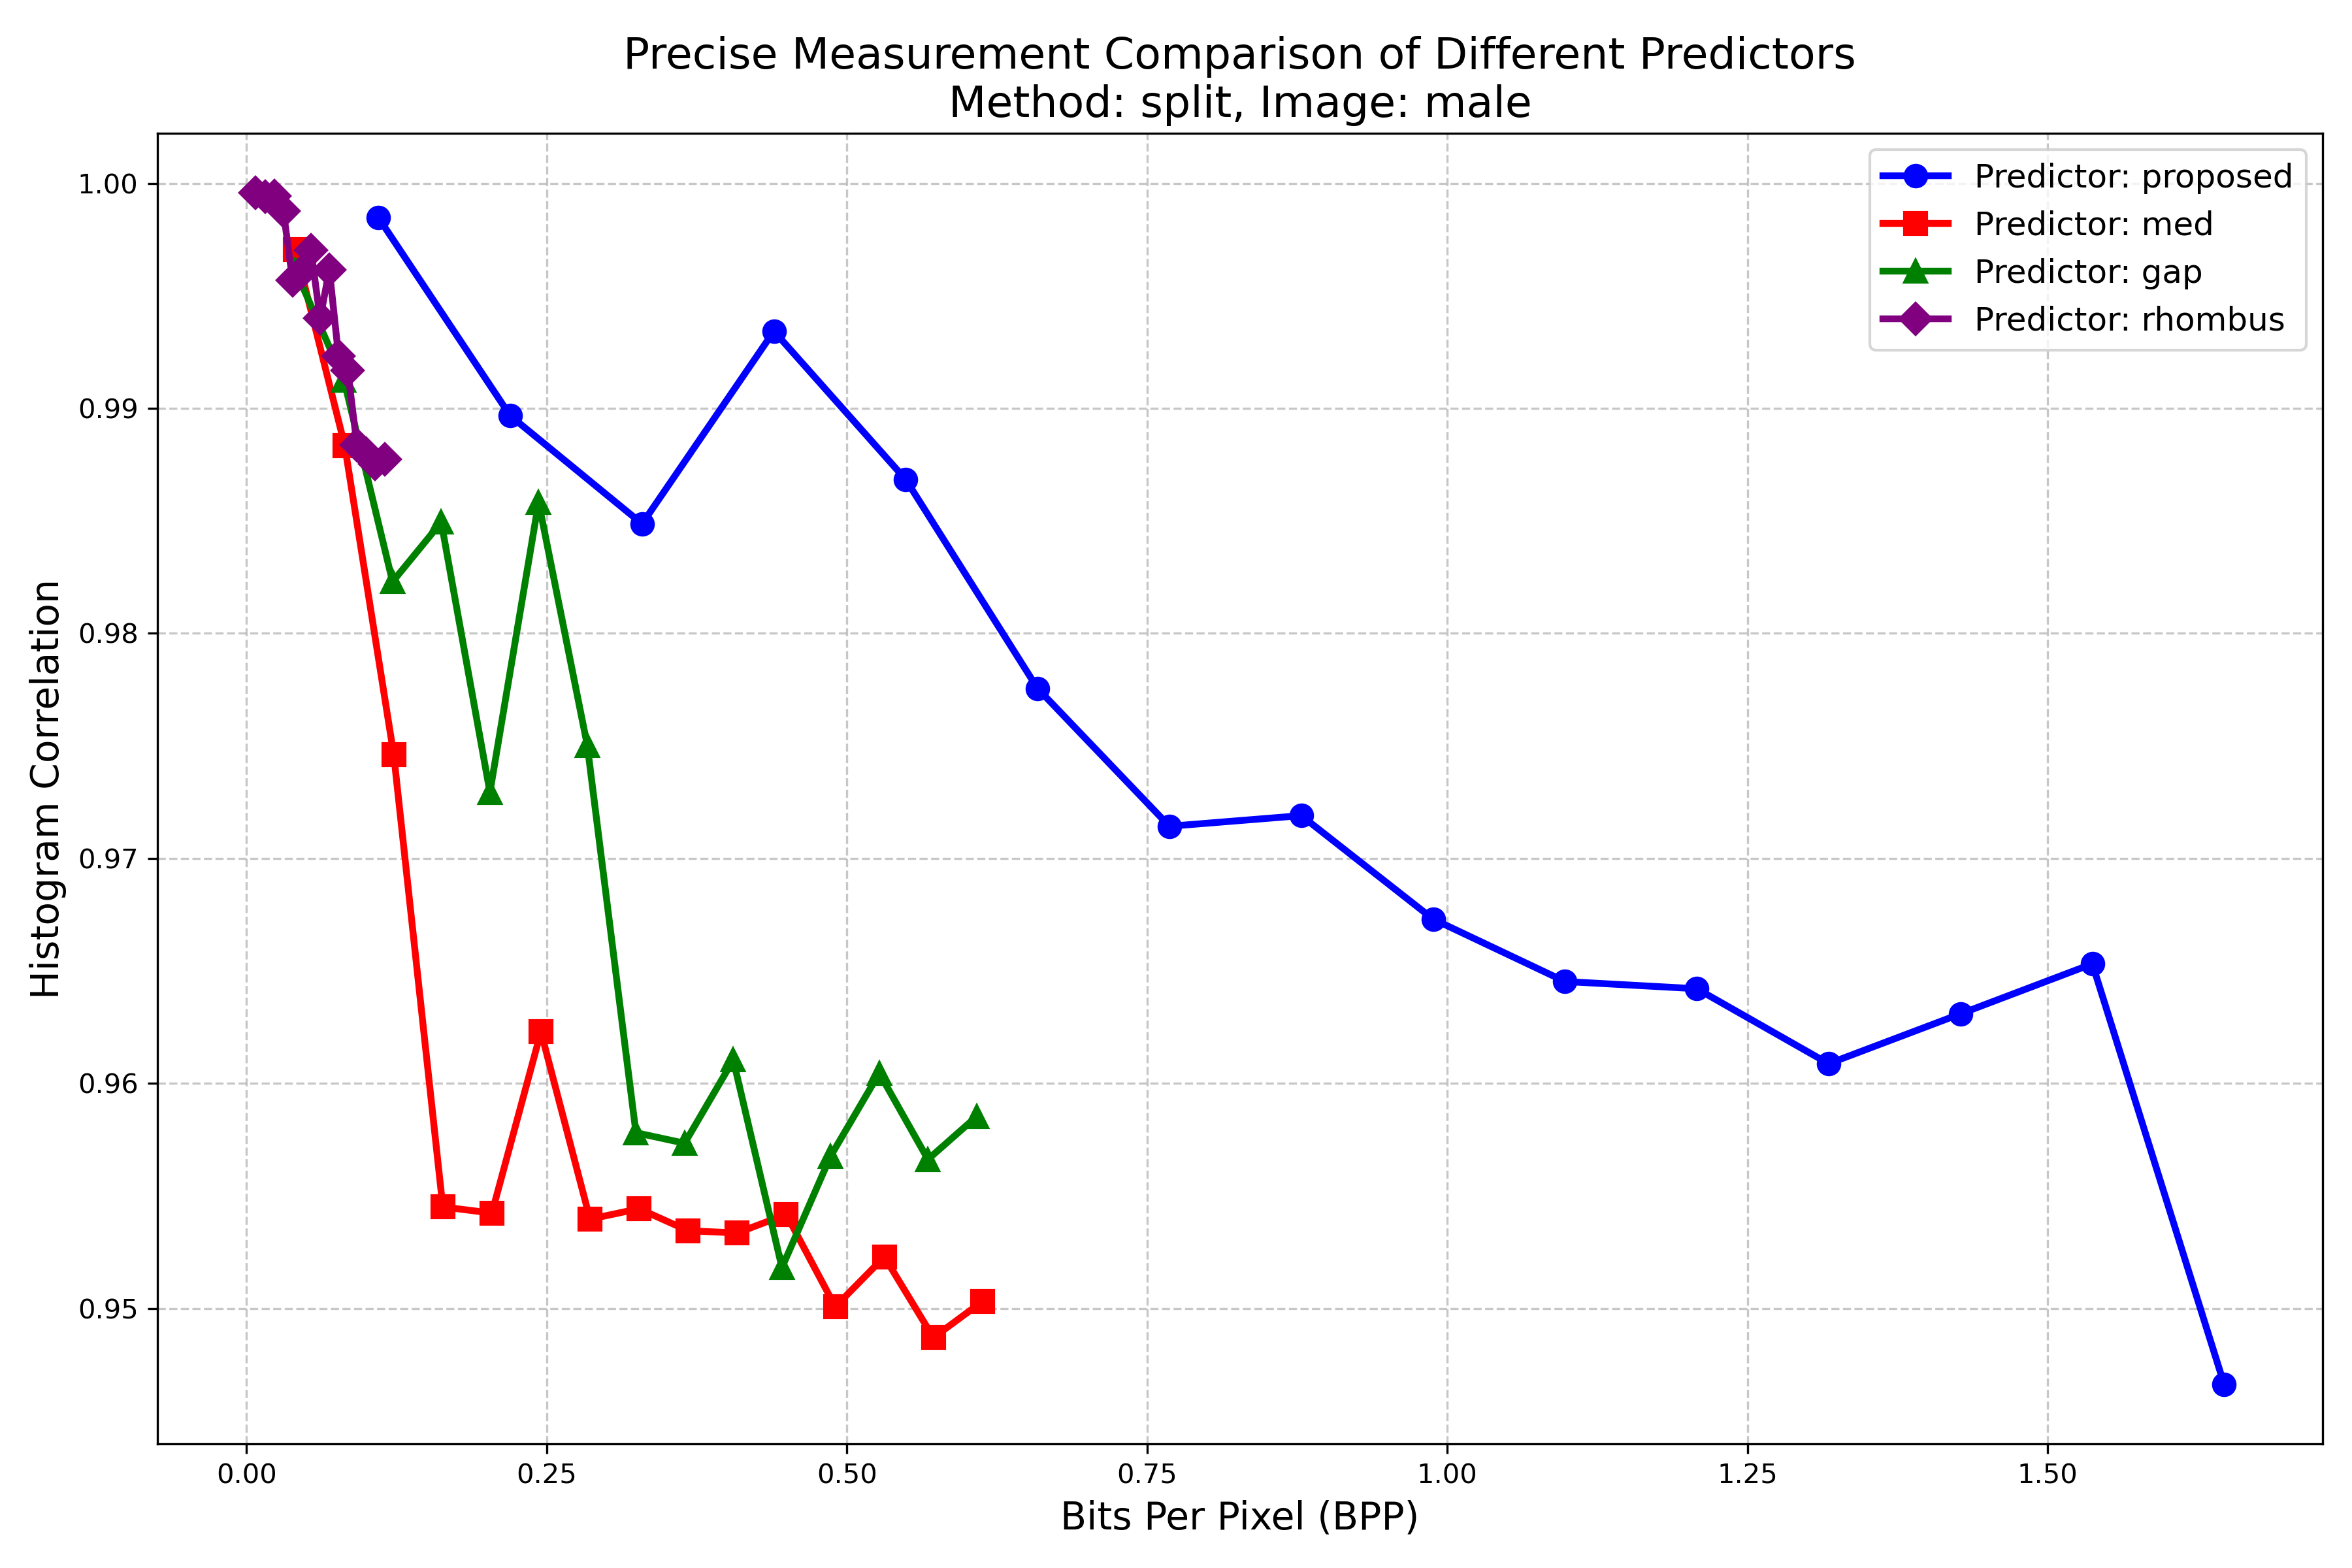 Precise Measurement Comparison of Different Predictors
Method: split, Image: male
Predictor: proposed
Predictor: med
Predictor: gap
Predictor: rhombus
Histogram Correlation
1.00
0.99
0.98
0.97
0.96
0.95
0.00 0.25 0.50 0.75 1.00 1.25 1.50
Bits Per Pixel (BPP)